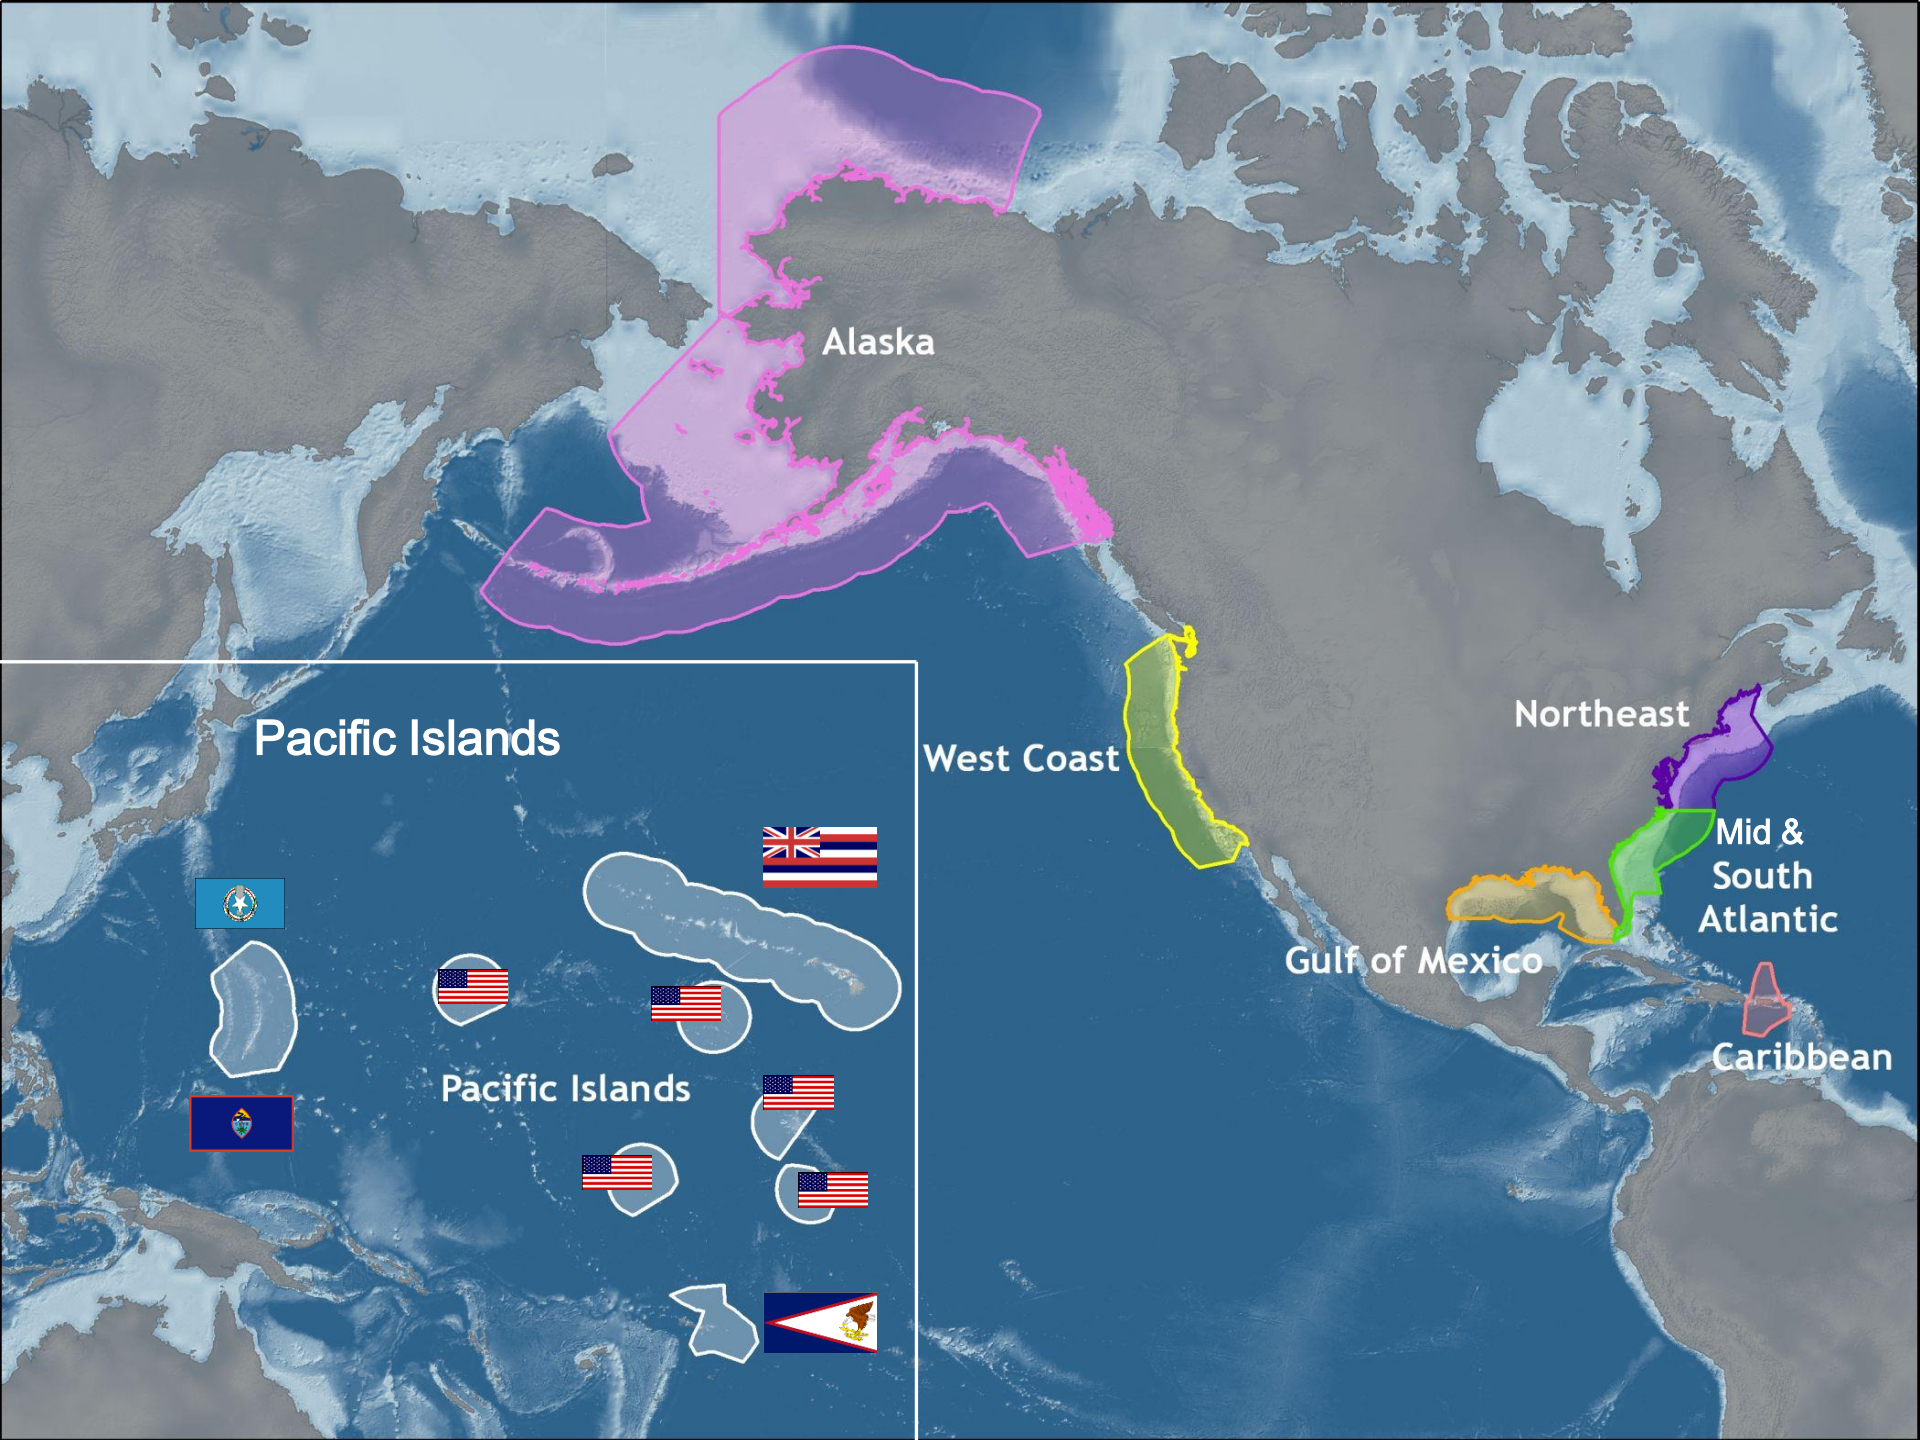 Alaska
Pacific Islands
West Coast
Northeast
Mid &
South
Atlantic
Gulf of Mexico
Caribbean
Pacific Islands